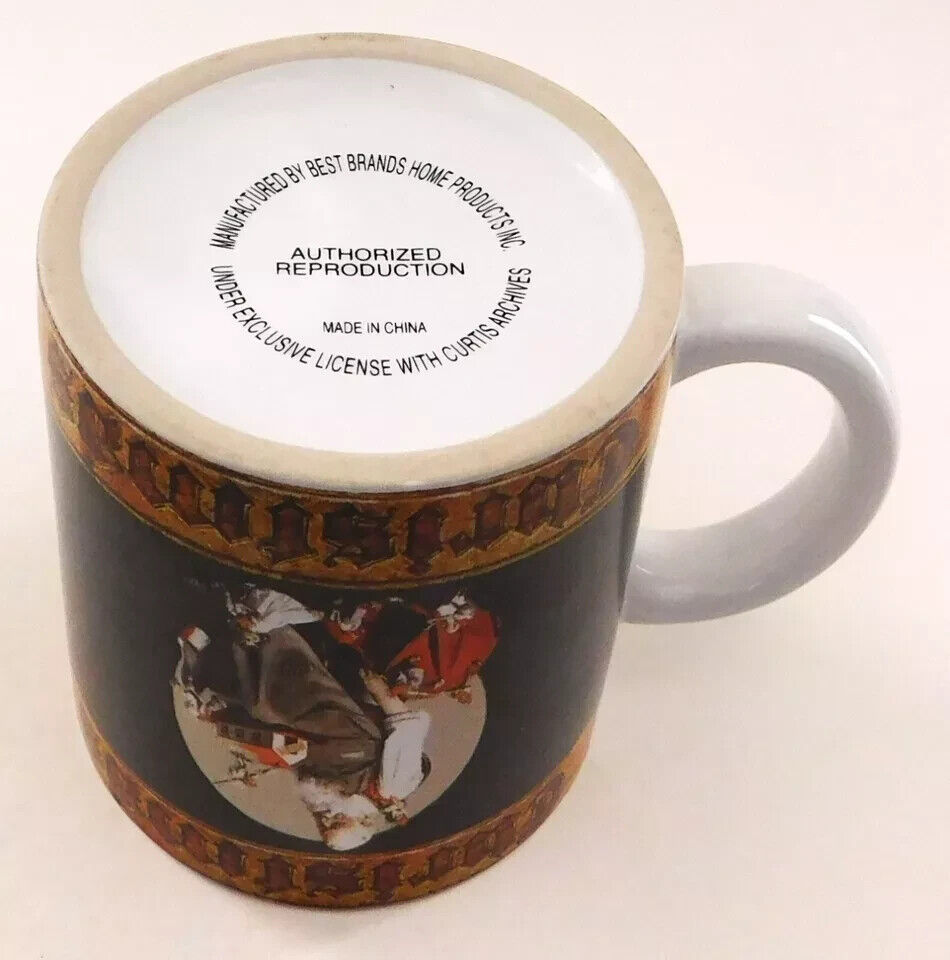 MANUFACTURED BY BEST BRANDS HOME PRODUCTS INC.
AUTHORIZED
REPRODUCTION
MADE IN CHINA
UNDER EXCLUSIVE LICENSE WITH CURTIS ARCHIVES